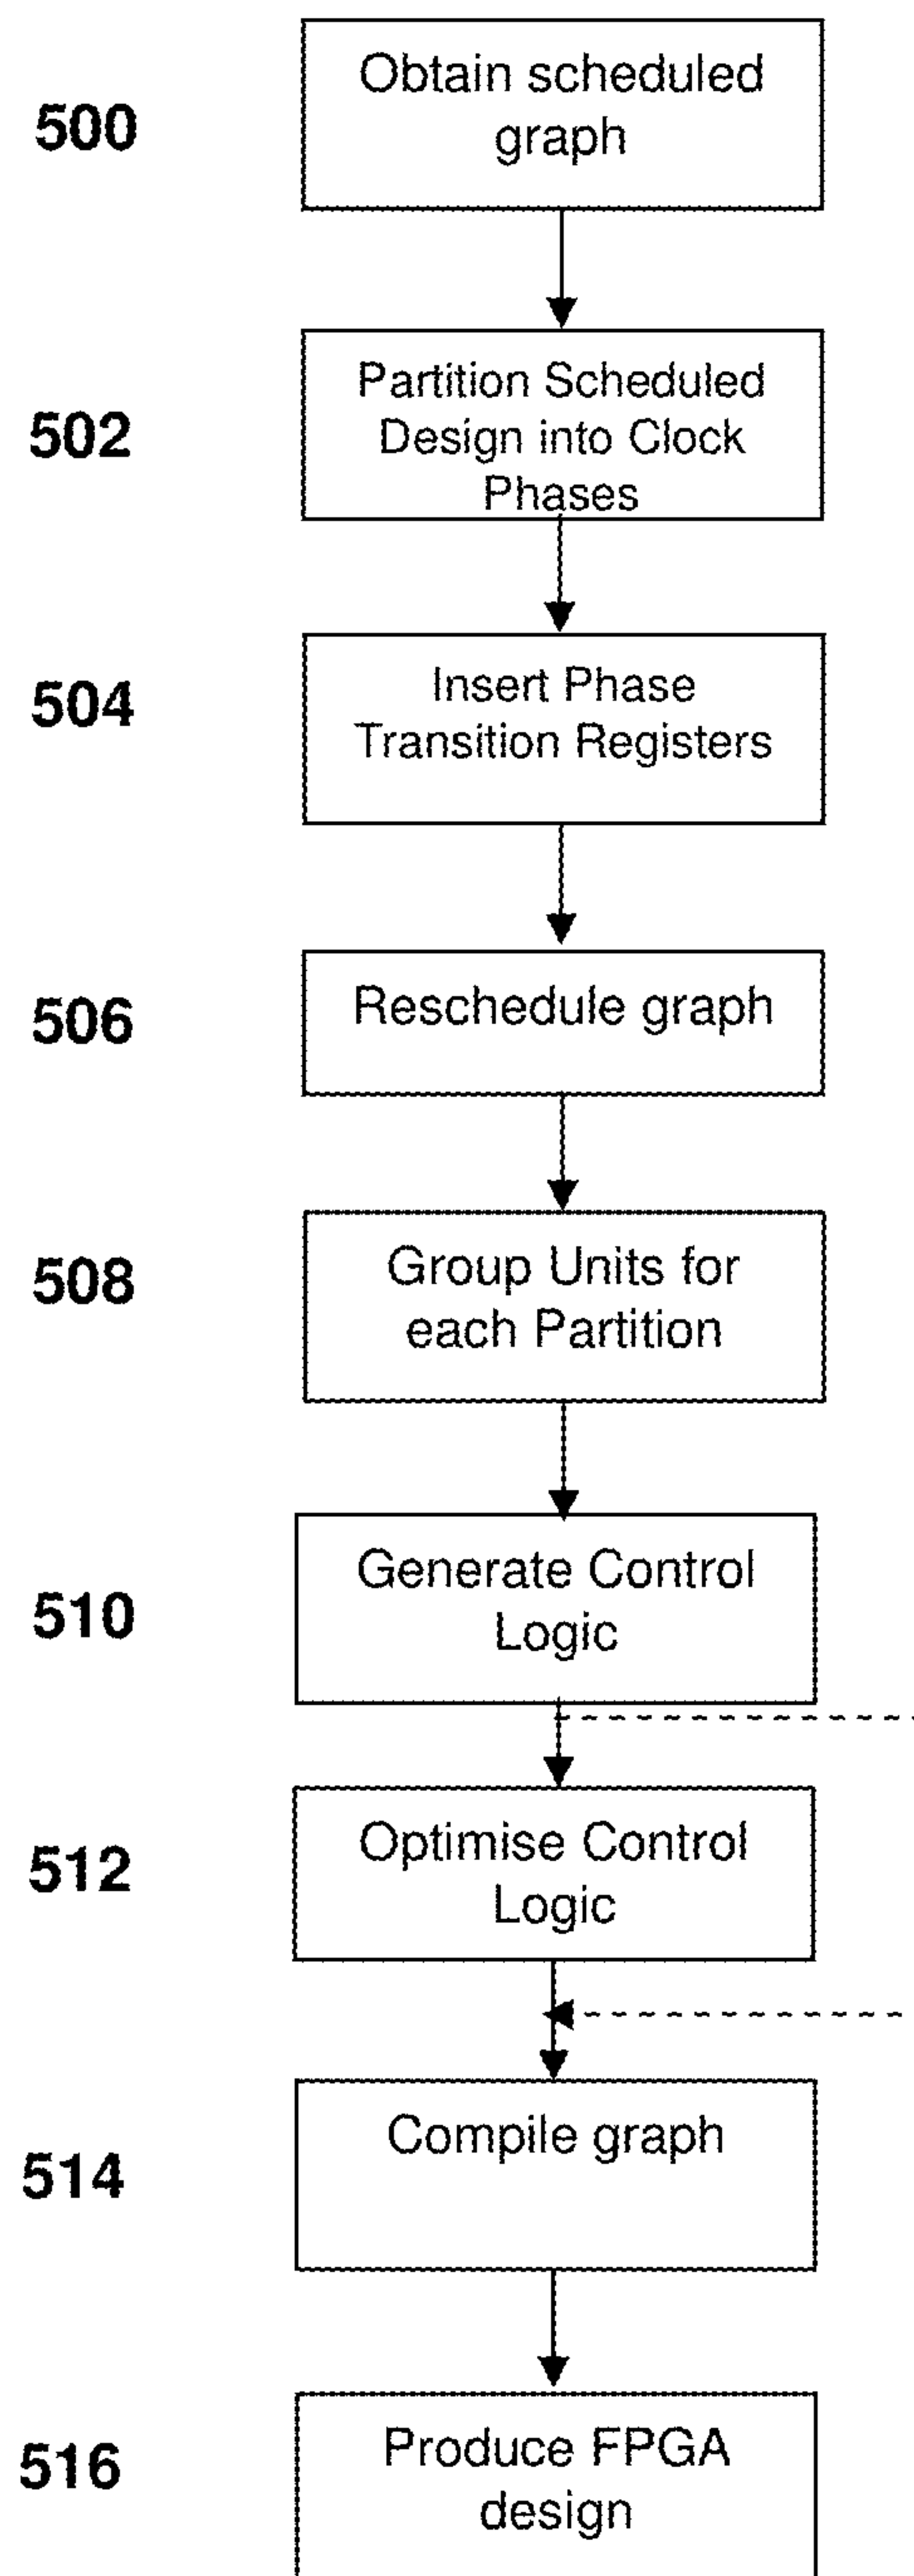 500
Obtain scheduled
graph
502
Partition Scheduled
Design into Clock
Phases
504
Insert Phase
Transition Registers
506
Reschedule graph
508
Group Units for
each Partition
510
Generate Control
Logic
512
Optimise Control
Logic
514
Compile graph
516
Produce FPGA
design